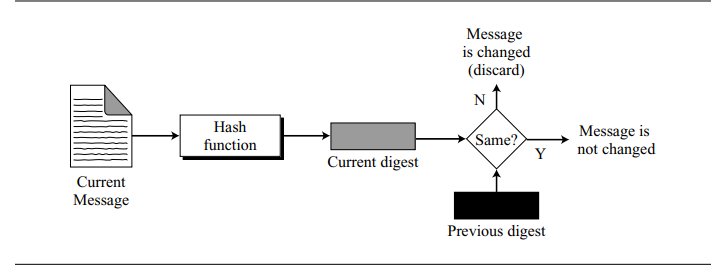 Message
is changed
(discard)
N
Hash
function
Same?
Y
Message is
not changed
Current digest
Current
Message
Previous digest